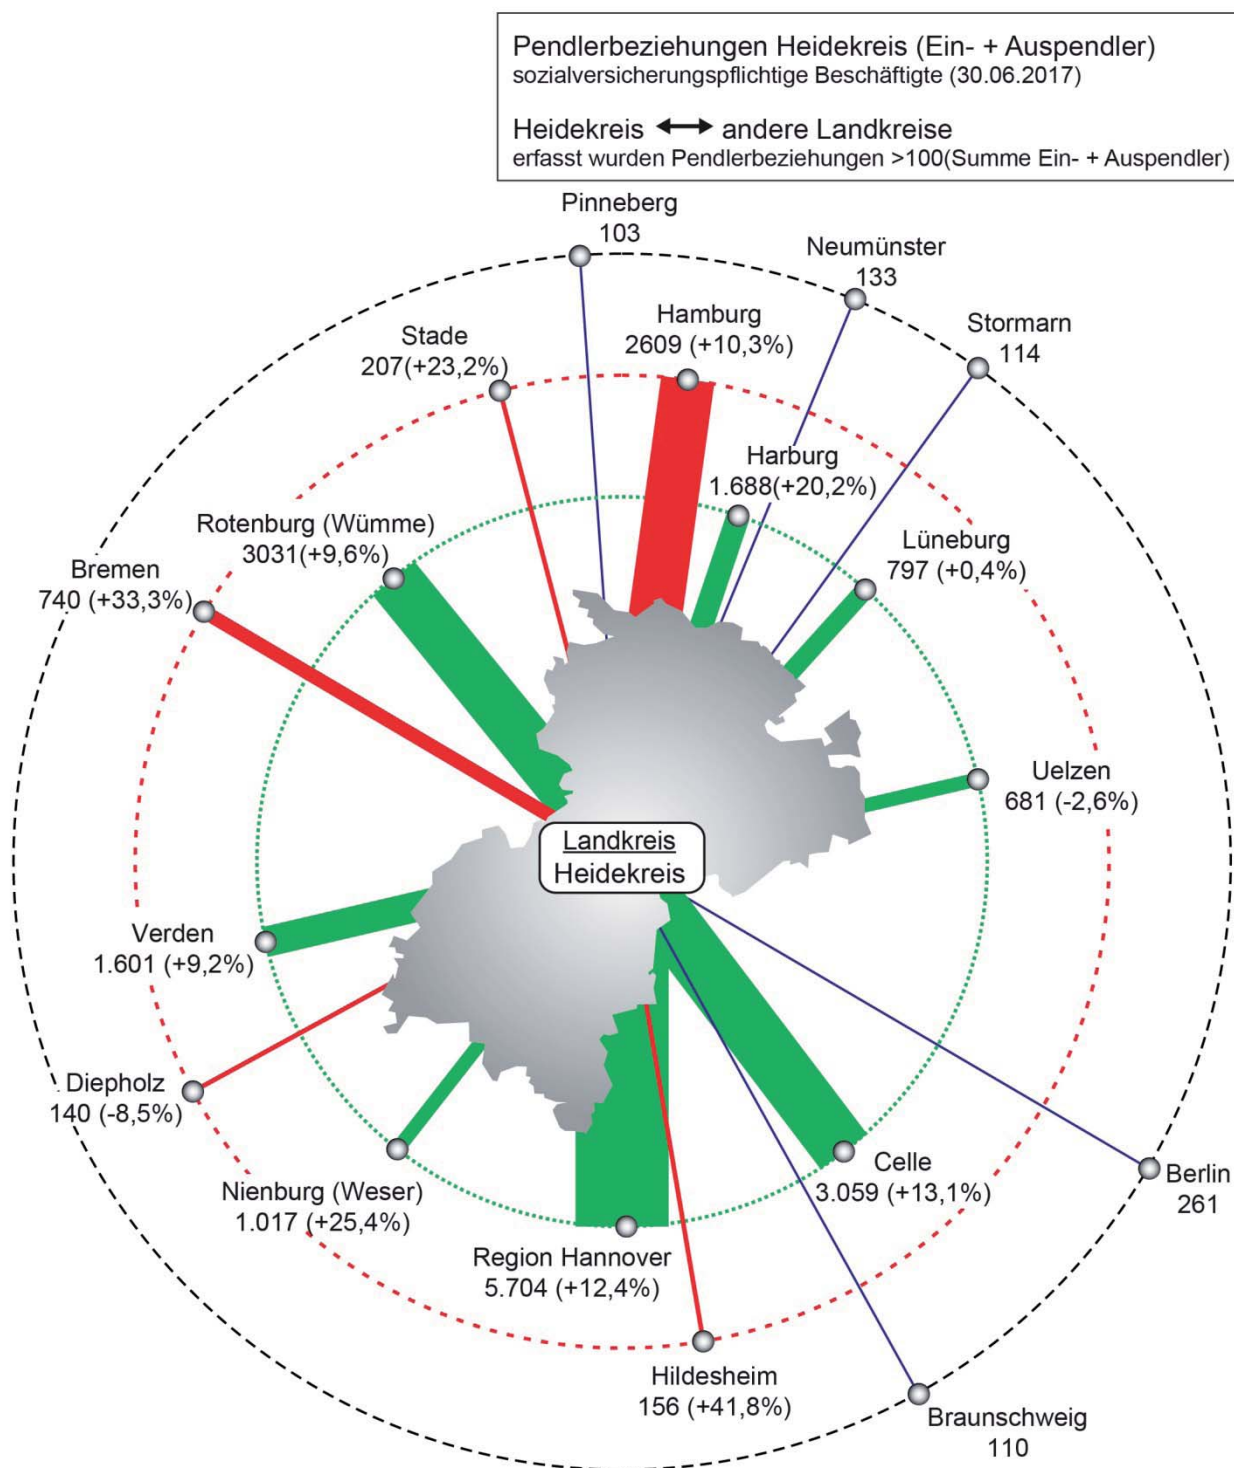 Pendlerbeziehungen Heidekreis (Ein- + Auspendler)
sozialversicherungspflichtige Beschäftigte (30.06.2017)
Heidekreis ⟷ andere Landkreise
erfasst wurden Pendlerbeziehungen >100(Summe Ein- + Auspendler)
Pinneberg
103
Neumünster
133
Stormarn
114
Hamburg
2609 (+10,3%)
Stade
207(+23,2%)
Harburg
1.688(+20,2%)
Rotenburg (Wümme)
3031(+9,6%)
Lüneburg
797 (+0,4%)
Bremen
740 (+33,3%)
Uelzen
681 (-2,6%)
Landkreis
Heidekreis
Verden
1.601 (+9,2%)
Diepholz
140 (-8,5%)
Nienburg (Weser)
1.017 (+25,4%)
Celle
3.059 (+13,1%)
Berlin
261
Region Hannover
5.704 (+12,4%)
Hildesheim
156 (+41,8%)
Braunschweig
110